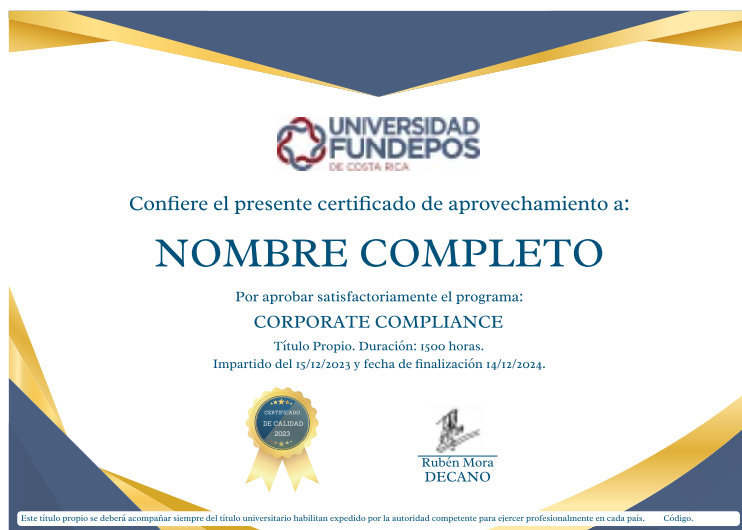 UNIVERSIDAD
FUNDEPOS
DE COSTA RICA
Confiere el presente certificado de aprovechamiento a:
NOMBRE COMPLETO
Por aprobar satisfactoriamente el programa:
CORPORATE COMPLIANCE
Título Propio. Duración: 1500 horas.
Impartido del 15/12/2023 y fecha de finalización 14/12/2024.
CERTIFICADO
DE CALIDAD
2023
Rubén Mora
DECANO
Este título propio se deberá acompañar siempre del título universitario habilitan expedido por la autoridad competente para ejercer profesionalmente en cada país. Código.